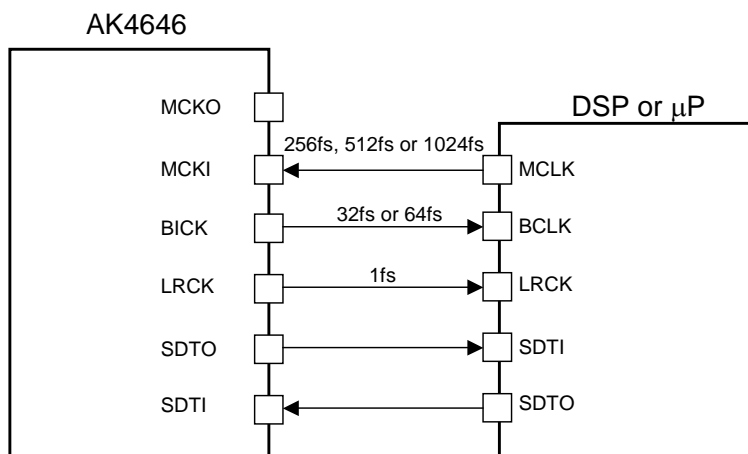 AK4646
DSP or μP
MCKO
256fs, 512fs or 1024fs
MCKI
MCLK
32fs or 64fs
BICK
BCLK
1fs
LRCK
LRCK
SDTO
SDTI
SDTI
SDTO